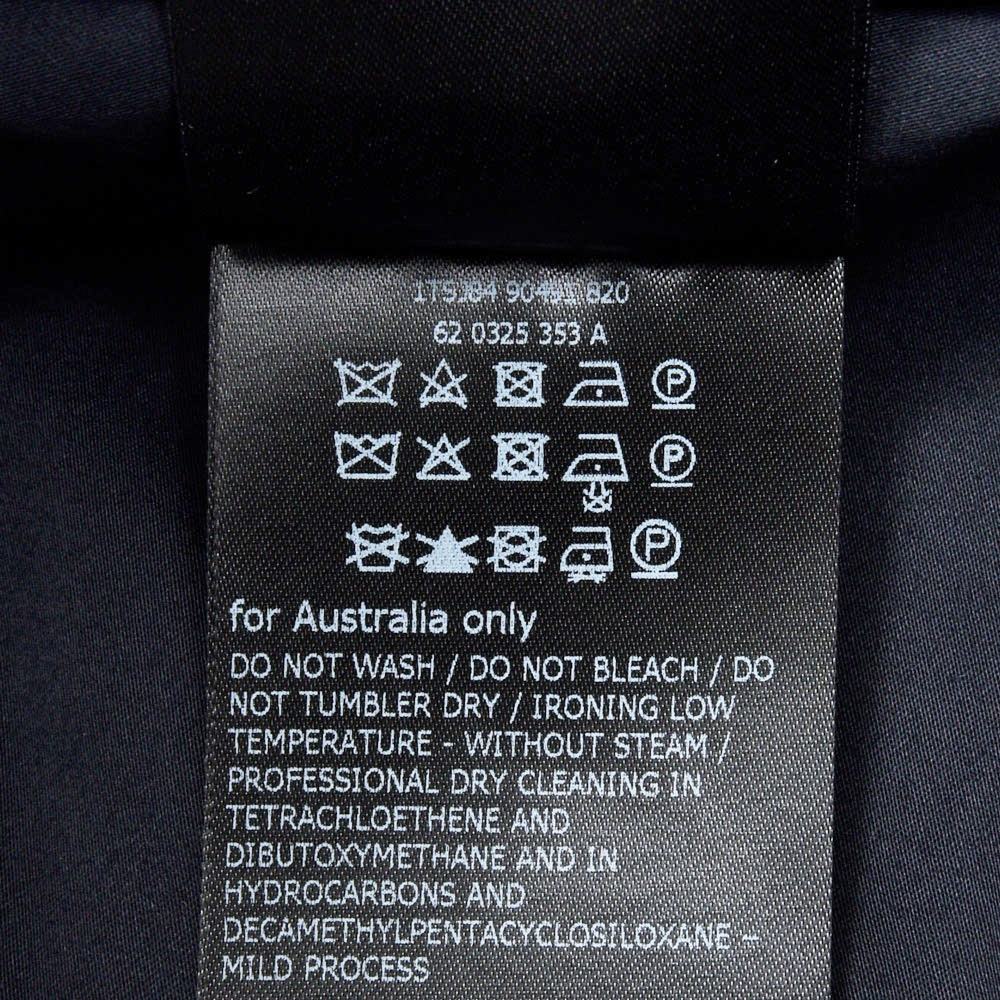 62 0325 353 A
P
P
P
for Australia only
DO NOT WASH / DO NOT BLEACH / DO
NOT TUMBLER DRY / IRONING LOW
TEMPERATURE - WITHOUT STEAM /
PROFESSIONAL DRY CLEANING IN
TETRACHLOETHENE AND
DIBUTOXYMETHANE AND IN
HYDROCARBONS AND
DECAMETHYLPENTACYCLOSILOXANE –
MILD PROCESS